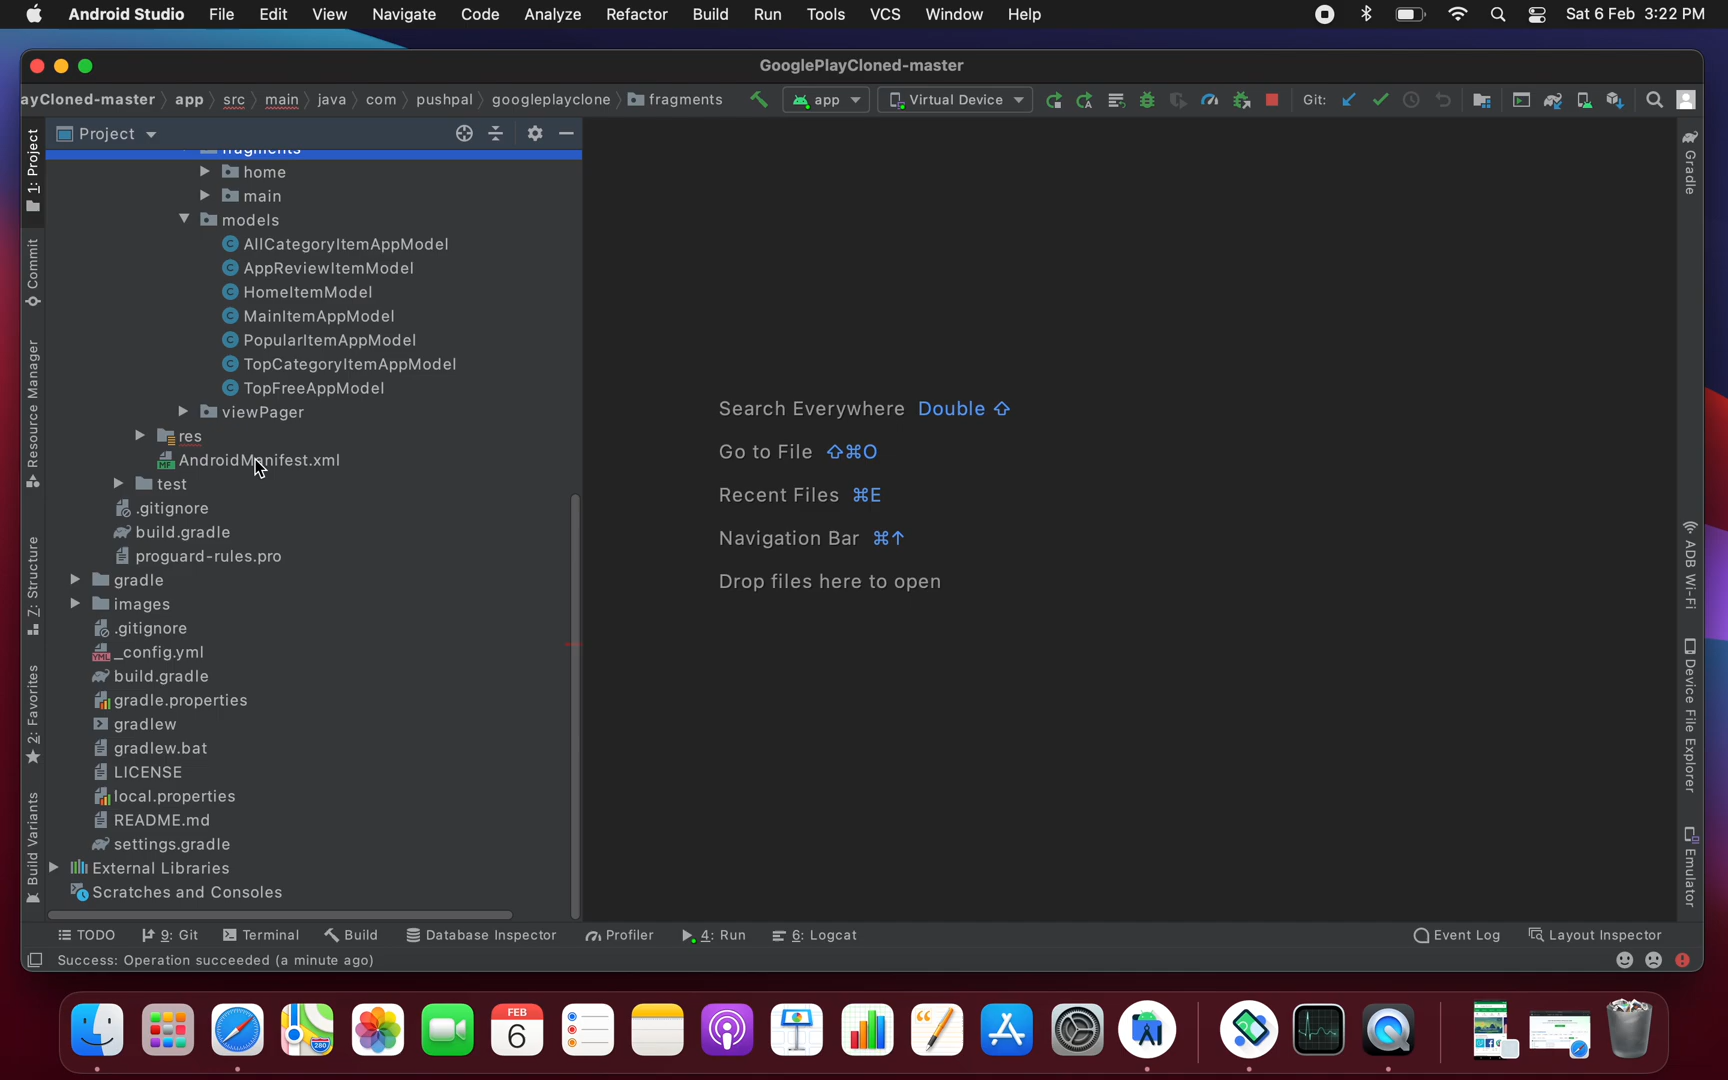 Android Studio File Edit View Navigate Code Analyze Refactor Build Run Tools VCS Window Help Sat 6 Feb 3:22 PM
GooglePlayCloned-master
ayCloned-master app src main java com pushpal googleplayclone fragments app Virtual Device Git:
Project
fragments
home
main
models
AllCategoryItemAppModel
AppReviewItemModel
HomeItemModel
MainItemAppModel
PopularItemAppModel
TopCategoryItemAppModel
TopFreeAppModel
viewPager
res
AndroidManifest.xml
test
.gitignore
build.gradle
proguard-rules.pro
gradle
images
.gitignore
_config.yml
build.gradle
gradle.properties
gradlew
gradlew.bat
LICENSE
local.properties
README.md
settings.gradle
External Libraries
Scratches and Consoles
1: Project
Commit
Resource Manager
7: Structure
2: Favorites
Build Variants
Search Everywhere Double ⇧
Go to File ⇧⌘O
Recent Files ⌘E
Navigation Bar ⌘↑
Drop files here to open
Gradle
ADB Wi-Fi
Device File Explorer
Emulator
TODO 9: Git Terminal Build Database Inspector Profiler 4: Run 6: Logcat Event Log Layout Inspector
Success: Operation succeeded (a minute ago)
FEB
6
280